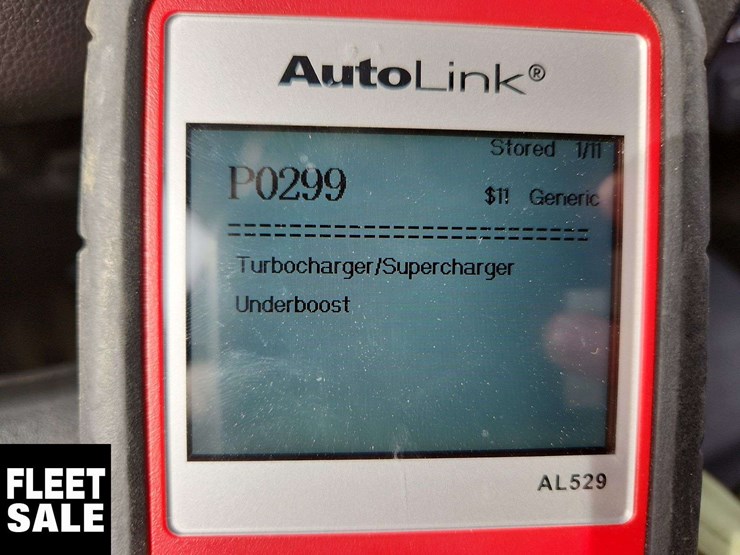 AutoLink®
Stored 1/11
P0299
$11 Generic
================================
Turbocharger/Supercharger
Underboost
AL529
FLEET
SALE